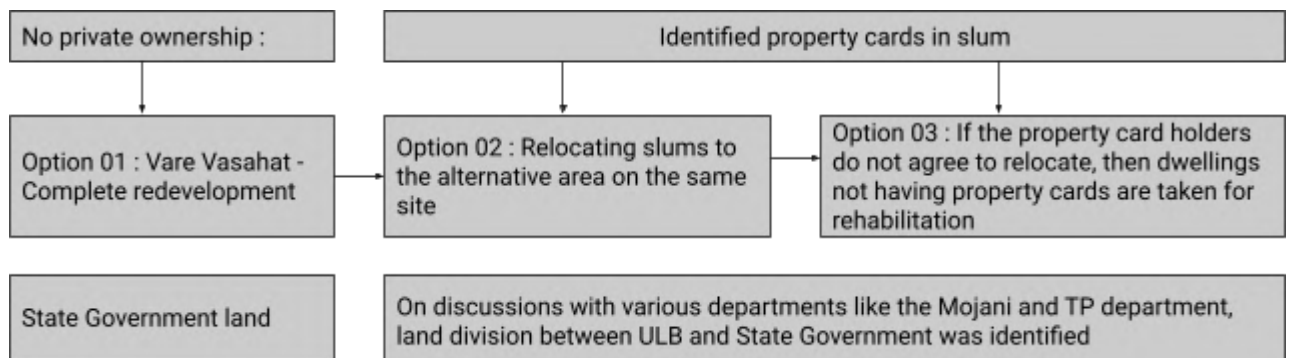 No private ownership :
Identified property cards in slum
Option 01 : Vare Vasahat -
Complete redevelopment
Option 02 : Relocating slums to
the alternative area on the same
site
Option 03 : If the property card holders
do not agree to relocate, then dwellings
not having property cards are taken for
rehabilitation
State Government land
On discussions with various departments like the Mojani and TP department,
land division between ULB and State Government was identified